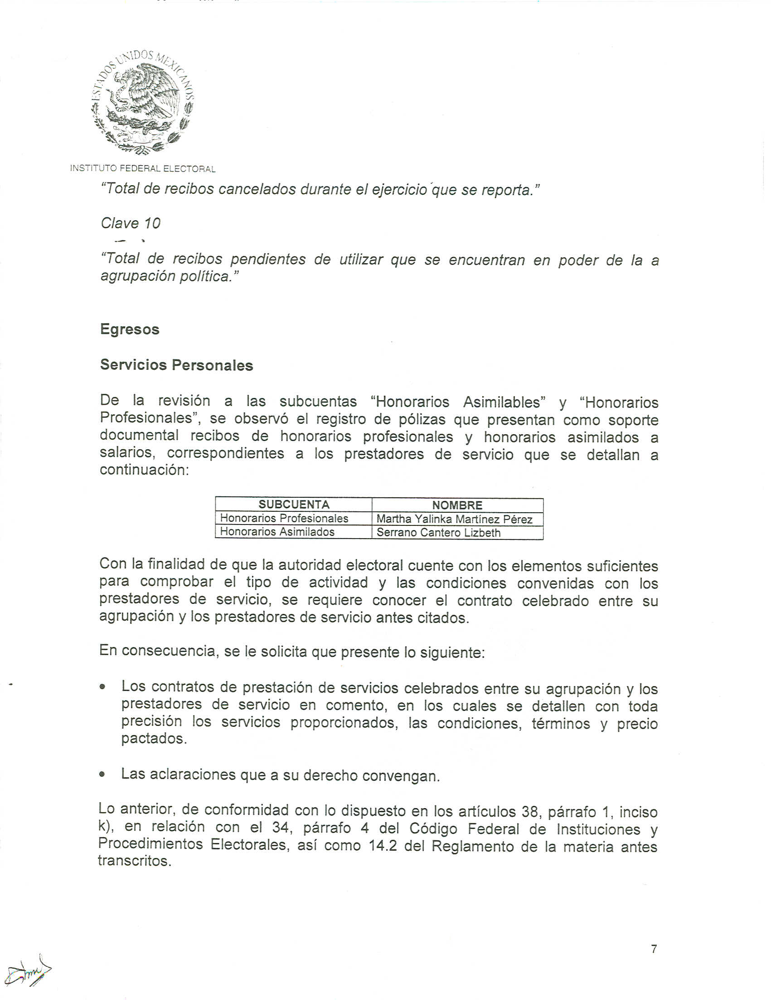 ESTADOS UNIDOS MEXICANOS
INSTITUTO FEDERAL ELECTORAL
“Total de recibos cancelados durante el ejercicio que se reporta.”
Clave 10
“Total de recibos pendientes de utilizar que se encuentran en poder de la a
agrupación política.”
Egresos
Servicios Personales
De la revisión a las subcuentas “Honorarios Asimilables” y “Honorarios
Profesionales”, se observó el registro de pólizas que presentan como soporte
documental recibos de honorarios profesionales y honorarios asimilados a
salarios, correspondientes a los prestadores de servicio que se detallan a
continuación:
SUBCUENTA NOMBRE
Honorarios Profesionales Martha Yalinka Martínez Pérez
Honorarios Asimilados Serrano Cantero Lizbeth
Con la finalidad de que la autoridad electoral cuente con los elementos suficientes
para comprobar el tipo de actividad y las condiciones convenidas con los
prestadores de servicio, se requiere conocer el contrato celebrado entre su
agrupación y los prestadores de servicio antes citados.
En consecuencia, se le solicita que presente lo siguiente:
• Los contratos de prestación de servicios celebrados entre su agrupación y los
prestadores de servicio en comento, en los cuales se detallen con toda
precisión los servicios proporcionados, las condiciones, términos y precio
pactados.
• Las aclaraciones que a su derecho convengan.
Lo anterior, de conformidad con lo dispuesto en los artículos 38, párrafo 1, inciso
k), en relación con el 34, párrafo 4 del Código Federal de Instituciones y
Procedimientos Electorales, así como 14.2 del Reglamento de la materia antes
transcritos.
7